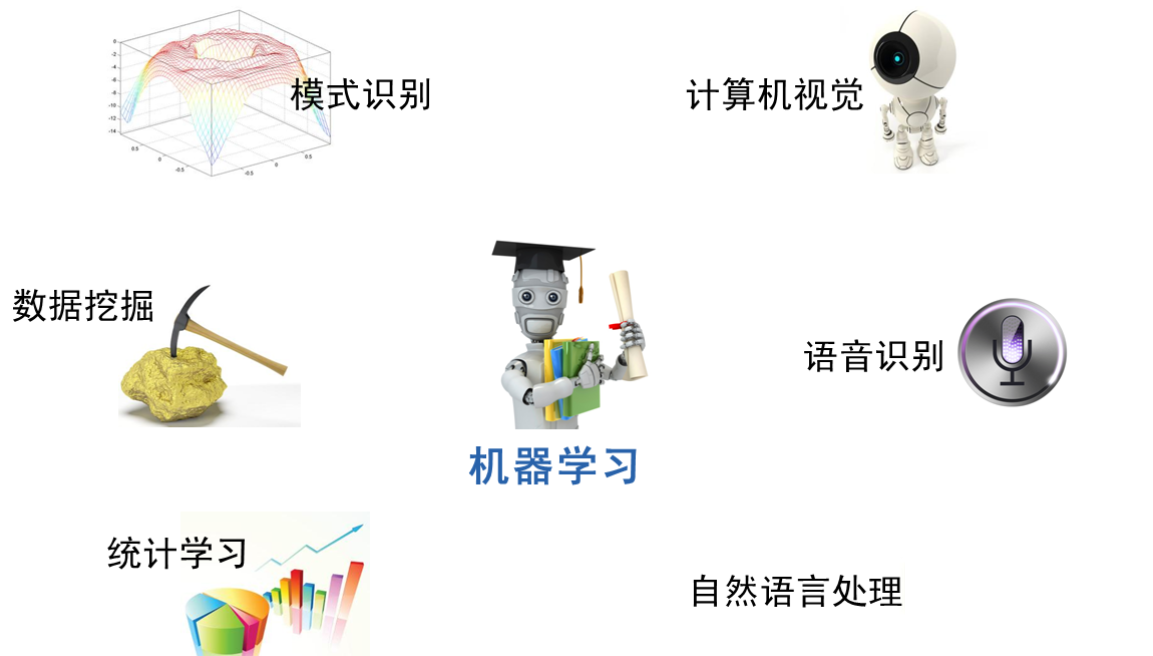 模式识别
计算机视觉
数据挖掘
语音识别
机器学习
统计学习
自然语言处理